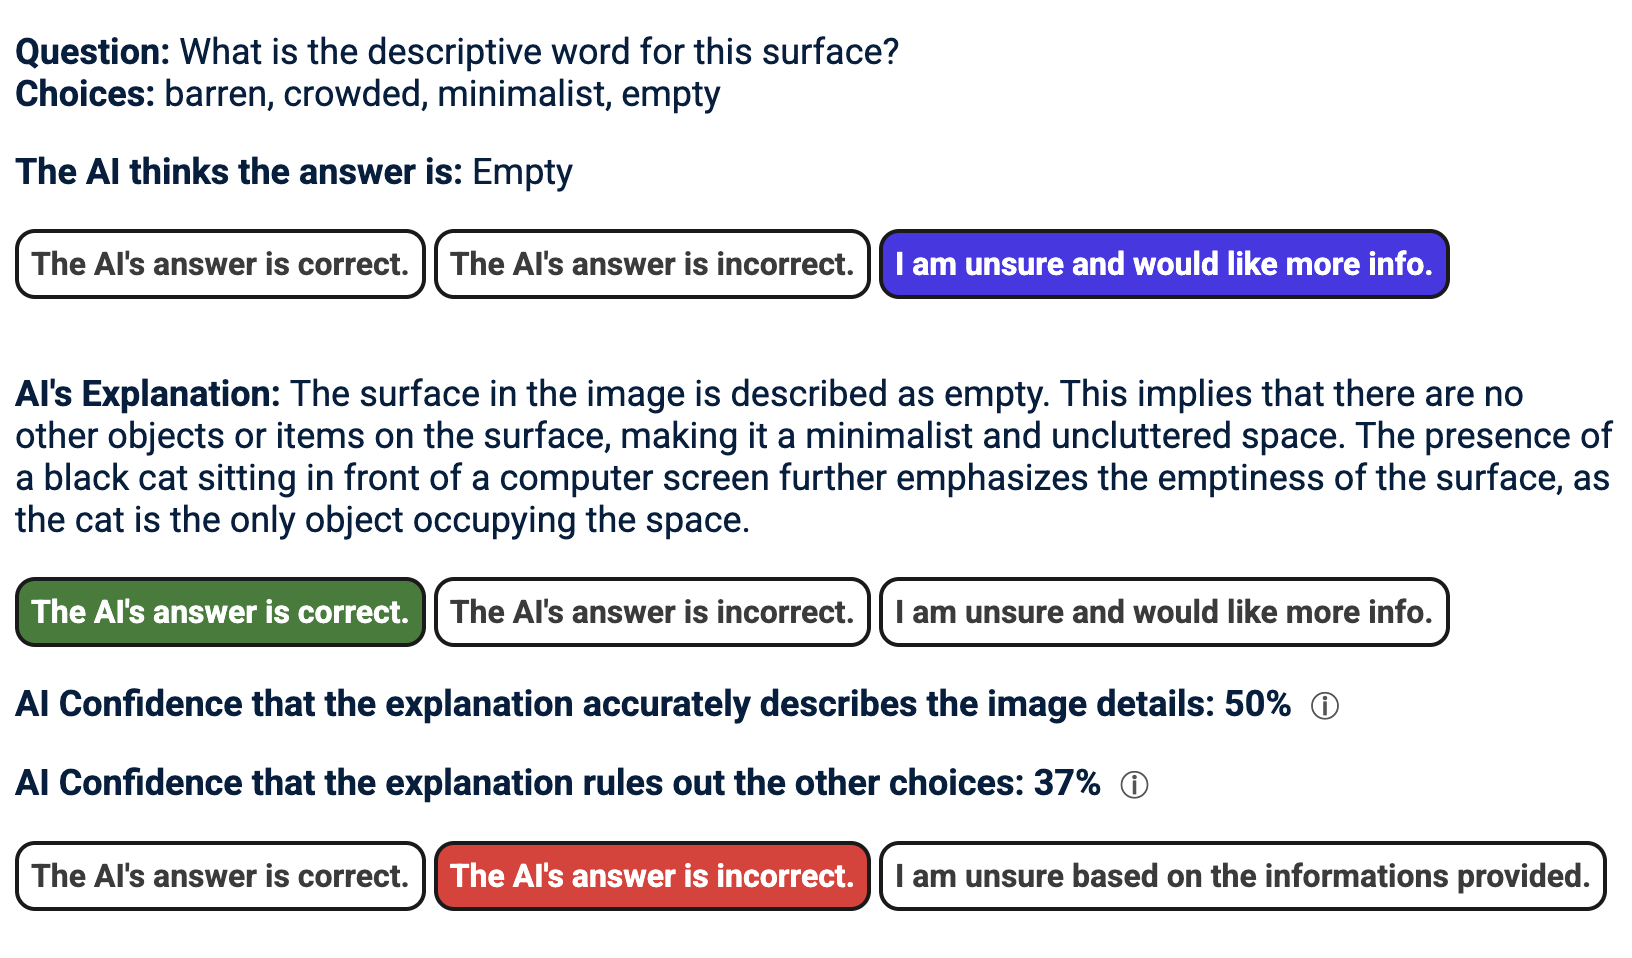 Question: What is the descriptive word for this surface?
Choices: barren, crowded, minimalist, empty
The AI thinks the answer is: Empty
The AI's answer is correct. The AI's answer is incorrect. I am unsure and would like more info.
AI's Explanation: The surface in the image is described as empty. This implies that there are no
other objects or items on the surface, making it a minimalist and uncluttered space. The presence of
a black cat sitting in front of a computer screen further emphasizes the emptiness of the surface, as
the cat is the only object occupying the space.
The AI's answer is correct. The AI's answer is incorrect. I am unsure and would like more info.
AI Confidence that the explanation accurately describes the image details: 50% ⓘ
AI Confidence that the explanation rules out the other choices: 37% ⓘ
The AI's answer is correct. The AI's answer is incorrect. I am unsure based on the informations provided.